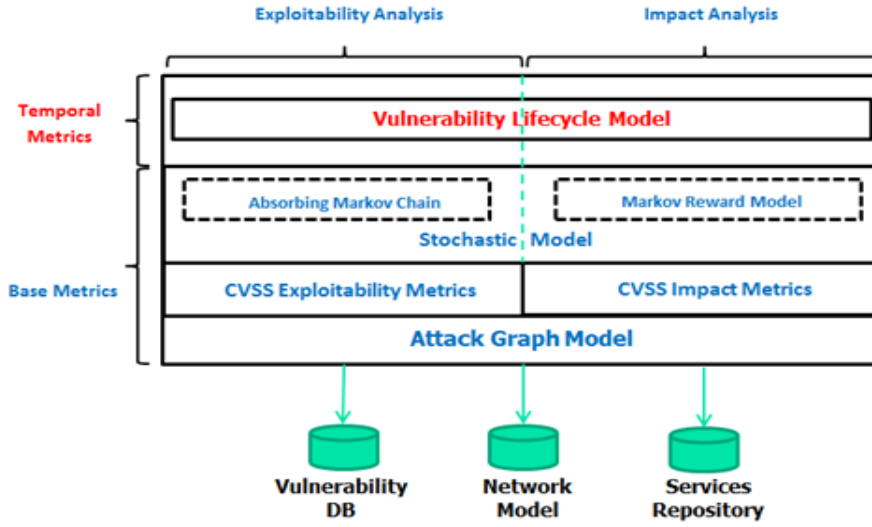 Exploitability Analysis
Impact Analysis
Temporal
Metrics
Vulnerability Lifecycle Model
Absorbing Markov Chain
Markov Reward Model
Stochastic Model
Base Metrics
CVSS Exploitability Metrics
CVSS Impact Metrics
Attack Graph Model
Vulnerability
DB
Network
Model
Services
Repository